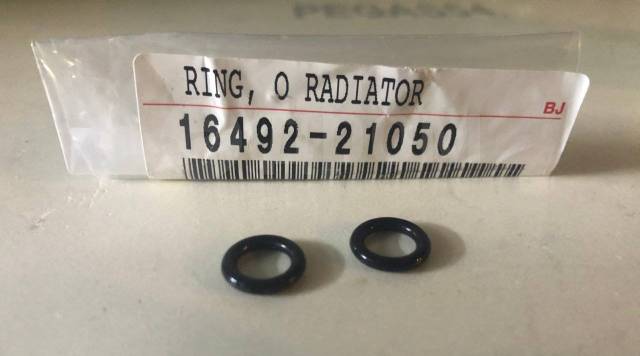 RING, O RADIATOR
BJ
16492-21050